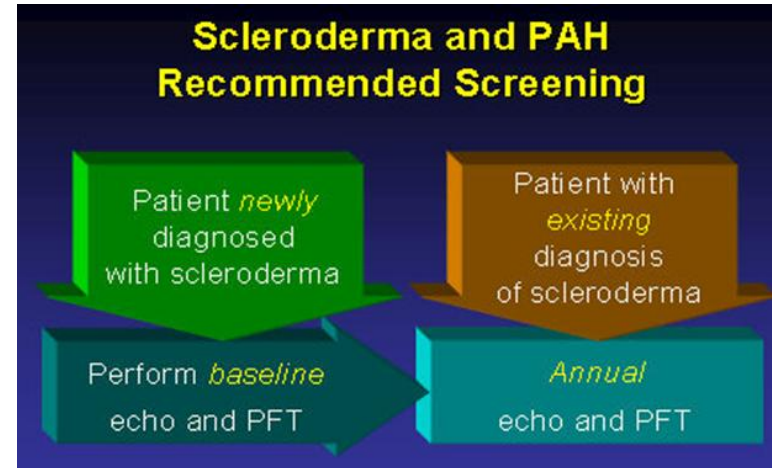 Scleroderma and PAH
Recommended Screening
Patient newly
diagnosed
with scleroderma
Patient with
existing
diagnosis
of scleroderma
Perform baseline
echo and PFT
Annual
echo and PFT